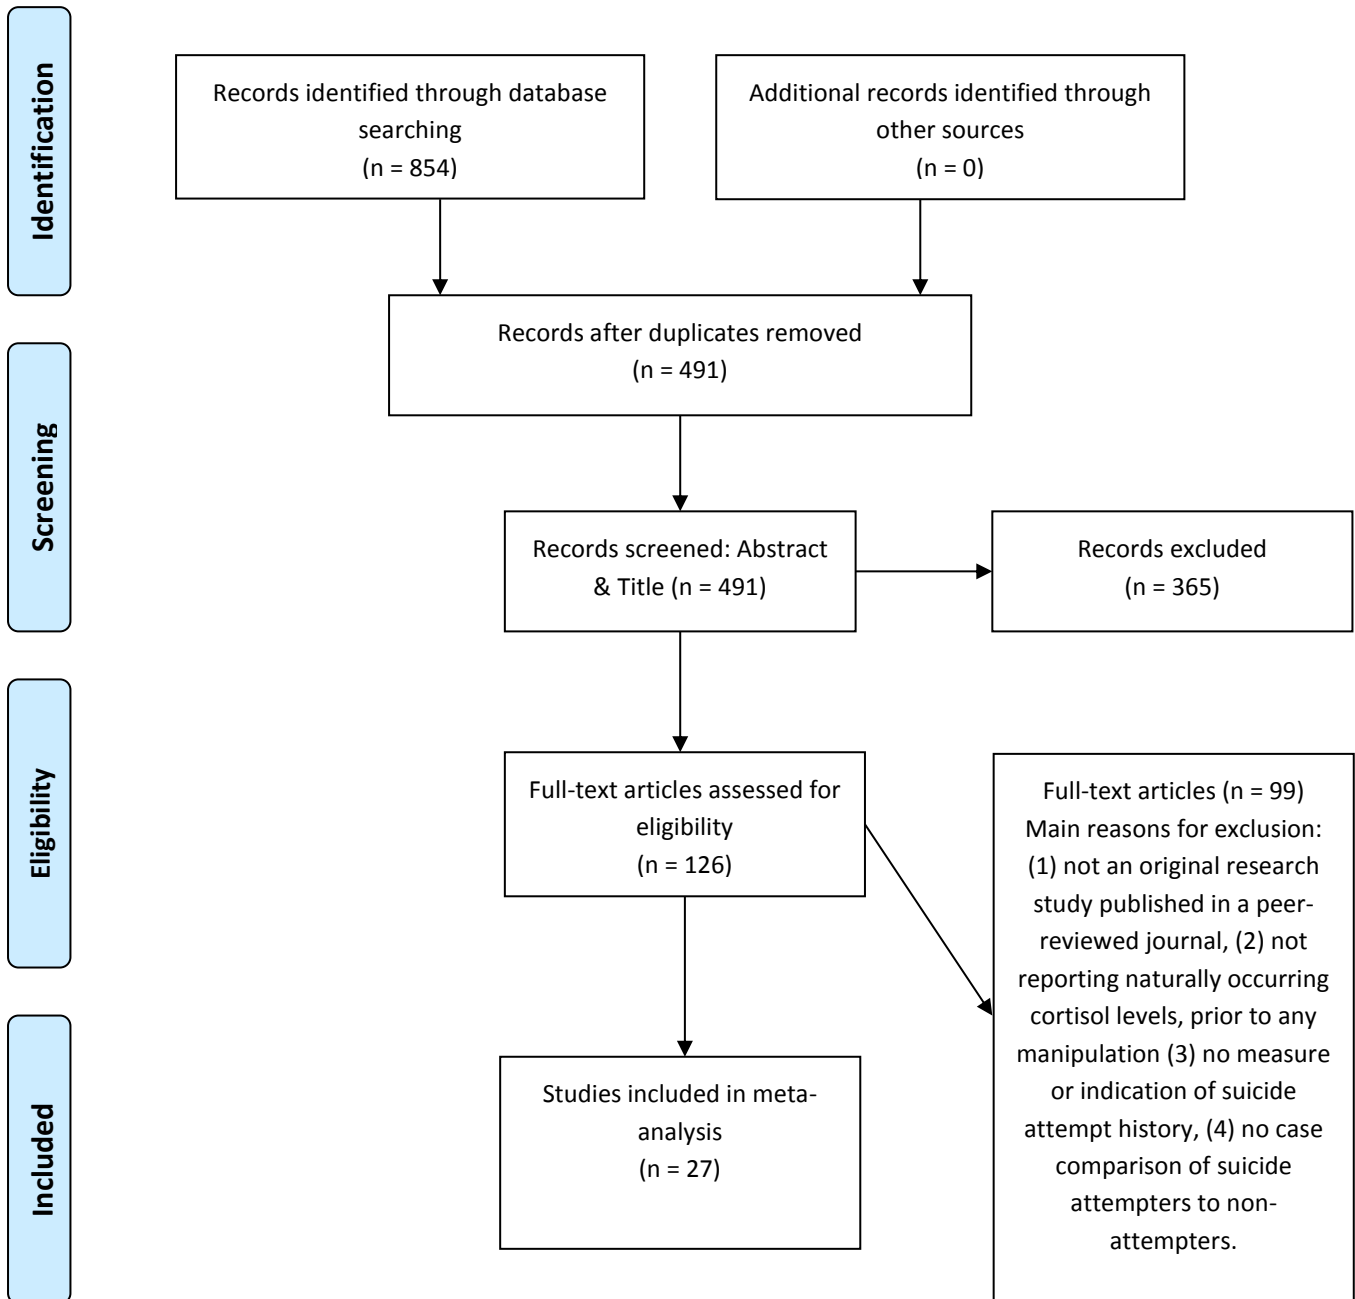 Identification
Records identified through database
searching
(n = 854)
Additional records identified through
other sources
(n = 0)
Records after duplicates removed
(n = 491)
Screening
Records screened: Abstract
& Title (n = 491)
Records excluded
(n = 365)
Eligibility
Full-text articles assessed for
eligibility
(n = 126)
Full-text articles (n = 99)
Main reasons for exclusion:
(1) not an original research
study published in a peer-
reviewed journal, (2) not
reporting naturally occurring
cortisol levels, prior to any
manipulation (3) no measure
or indication of suicide
attempt history, (4) no case
comparison of suicide
attempters to non-
attempters.
Included
Studies included in meta-
analysis
(n = 27)